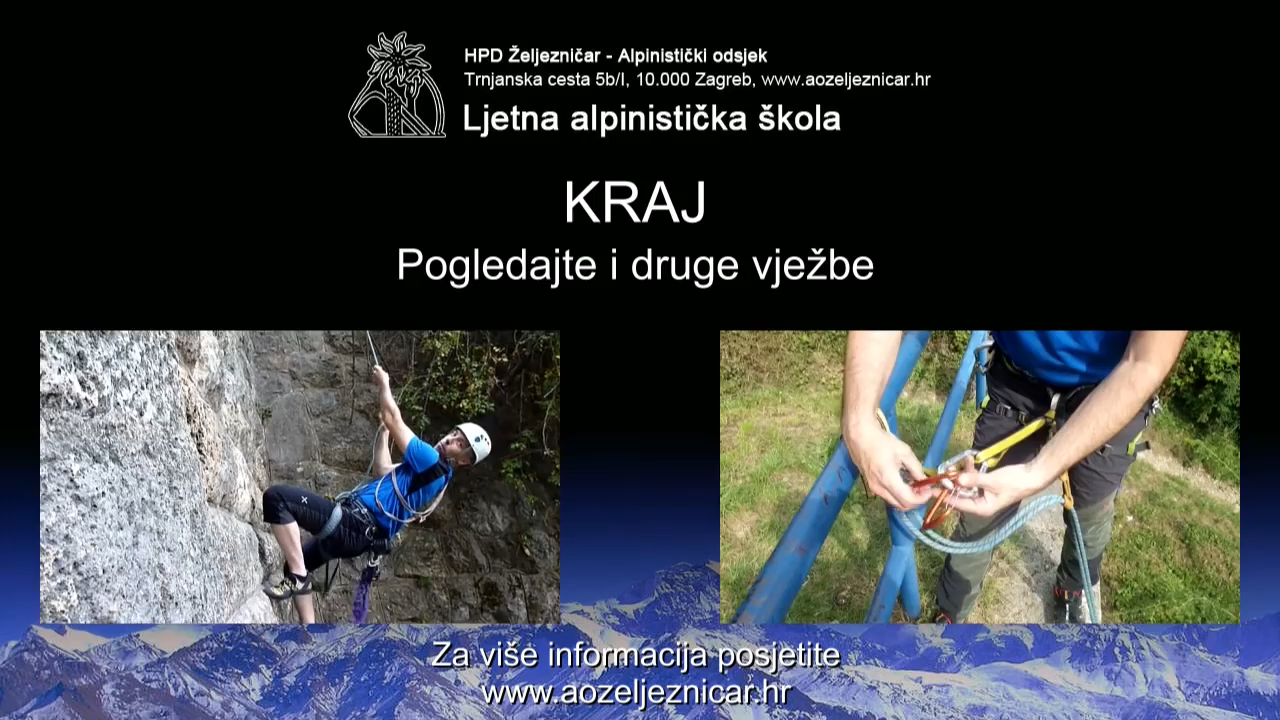 HPD Željezničar - Alpinistički odsjek
Trnjanska cesta 5b/I, 10.000 Zagreb, www.aozeljeznicar.hr
Ljetna alpinistička škola
KRAJ
Pogledajte i druge vježbe
Za više informacija posjetite
www.aozeljeznicar.hr